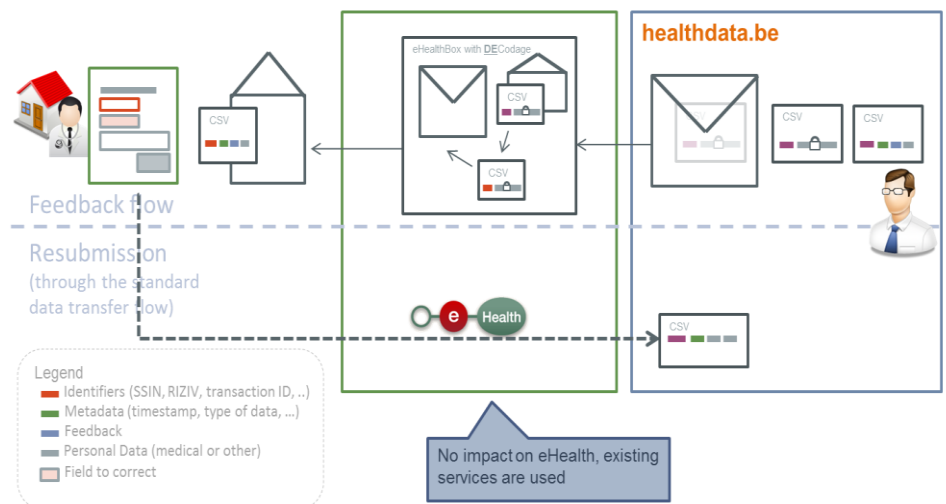 eHealthBox with DECodage
healthdata.be
CSV
CSV
CSV
CSV
CSV
CSV
CSV
Feedback flow
Resubmission
(through the standard
data transfer flow)
e Health
CSV
Legend
Identifiers (SSIN, RIZIV, transaction ID, ..)
Metadata (timestamp, type of data, ...)
Feedback
Personal Data (medical or other)
Field to correct
No impact on eHealth, existing
services are used